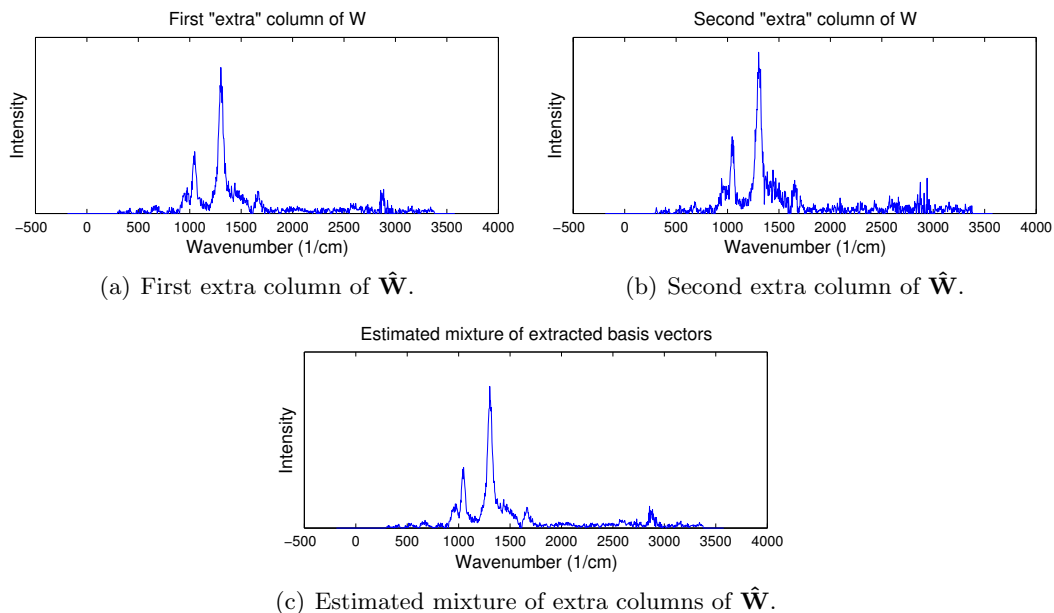 First "extra" column of W
Intensity
−500 0 500 1000 1500 2000 2500 3000 3500 4000
Wavenumber (1/cm)
(a) First extra column of Ŵ.
Second "extra" column of W
Intensity
−500 0 500 1000 1500 2000 2500 3000 3500 4000
Wavenumber (1/cm)
(b) Second extra column of Ŵ.
Estimated mixture of extracted basis vectors
Intensity
−500 0 500 1000 1500 2000 2500 3000 3500 4000
Wavenumber (1/cm)
(c) Estimated mixture of extra columns of Ŵ.